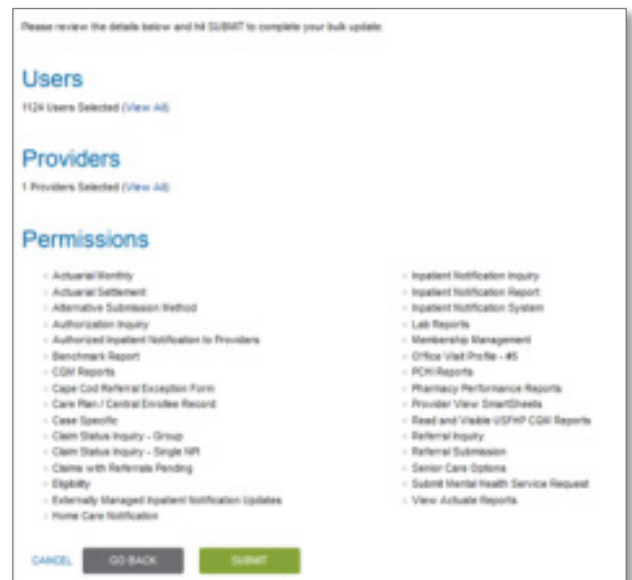 Please review the details below and hit SUBMIT to complete your bulk update.
Users
1124 Users Selected (View All)
Providers
1 Providers Selected (View All)
Permissions
Actuarial Monthly
Actuarial Settlement
Alternative Submission Method
Authorization Inquiry
Authorized Inpatient Notification to Providers
Benchmark Report
CQM Reports
Cape Cod Referral Exception Form
Care Plan / Central Enrollee Record
Case Specific
Claim Status Inquiry - Group
Claim Status Inquiry - Single NPI
Claims with Referrals Pending
Eligibility
Externally Managed Inpatient Notification Updates
Home Care Notification
Inpatient Notification Inquiry
Inpatient Notification Report
Inpatient Notification System
Lab Reports
Membership Management
Office Visit Profile - #5
PCHI Reports
Pharmacy Performance Reports
Provider View SmartSheets
Read and Visible USFHP CQM Reports
Referral Inquiry
Referral Submission
Senior Care Options
Submit Mental Health Service Request
View Actuate Reports
CANCEL GO BACK SUBMIT